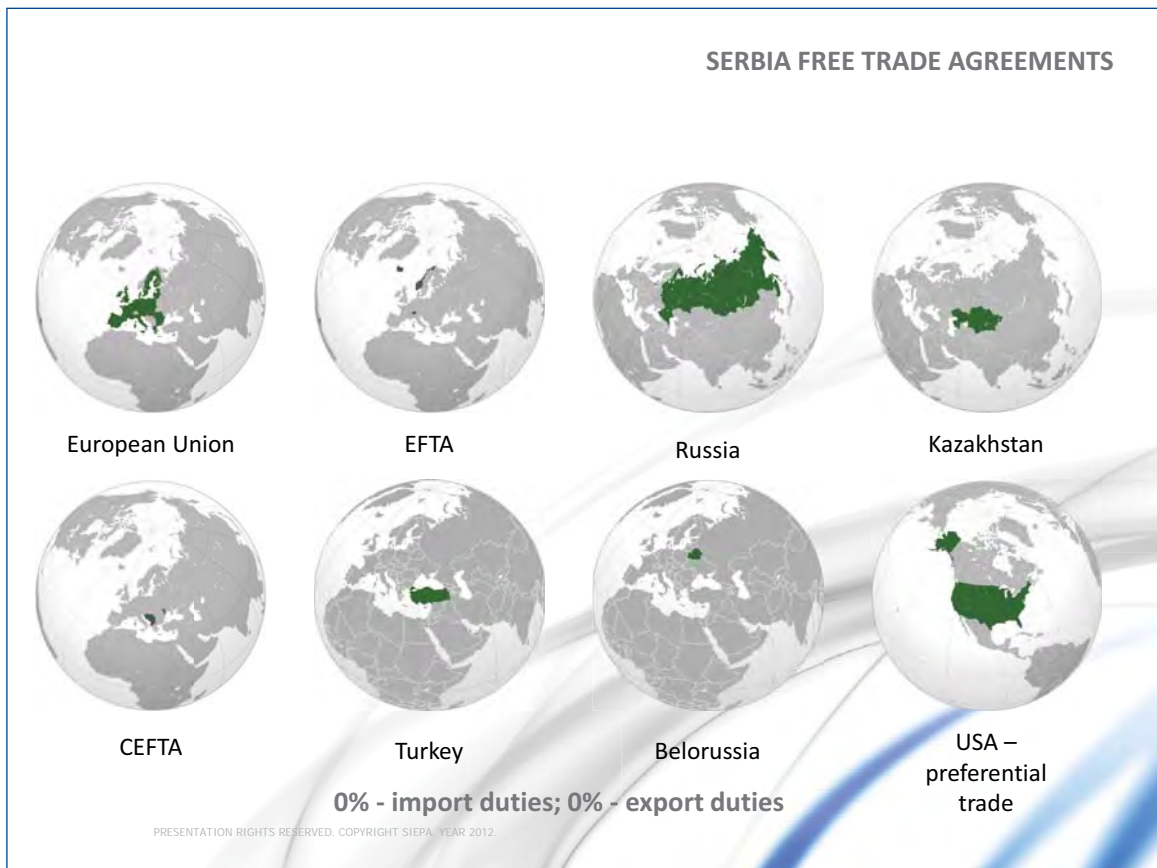 SERBIA FREE TRADE AGREEMENTS
European Union
EFTA
Russia
Kazakhstan
CEFTA
Turkey
Belorussia
USA –
preferential
trade
0% - import duties; 0% - export duties
PRESENTATION RIGHTS RESERVED. COPYRIGHT SIEPA. YEAR 2012.